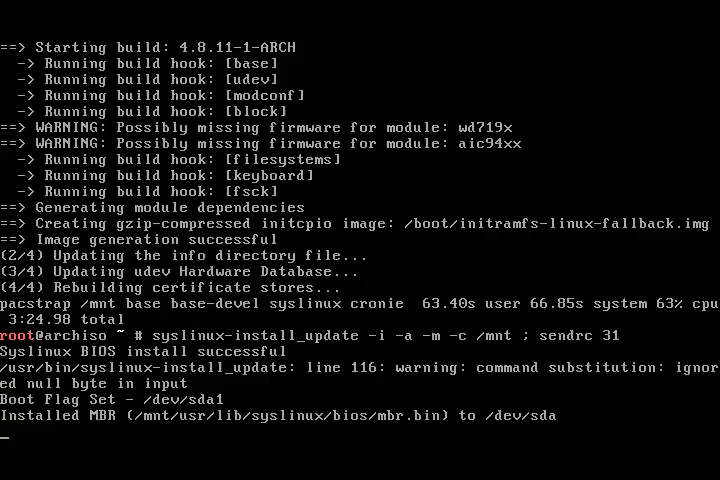 ==> Starting build: 4.8.11-1-ARCH
  -> Running build hook: [base]
  -> Running build hook: [udev]
  -> Running build hook: [modconf]
  -> Running build hook: [block]
==> WARNING: Possibly missing firmware for module: wd719x
==> WARNING: Possibly missing firmware for module: aic94xx
  -> Running build hook: [filesystems]
  -> Running build hook: [keyboard]
  -> Running build hook: [fsck]
==> Generating module dependencies
==> Creating gzip-compressed initcpio image: /boot/initramfs-linux-fallback.img
==> Image generation successful
(2/4) Updating the info directory file...
(3/4) Updating udev Hardware Database...
(4/4) Rebuilding certificate stores...
pacstrap /mnt base base-devel syslinux cronie  63.40s user 66.85s system 63% cpu
 3:24.98 total
root@archiso ~ # syslinux-install_update -i -a -m -c /mnt ; sendrc 31
Syslinux BIOS install successful
/usr/bin/syslinux-install_update: line 116: warning: command substitution: ignor
ed null byte in input
Boot Flag Set - /dev/sda1
Installed MBR (/mnt/usr/lib/syslinux/bios/mbr.bin) to /dev/sda